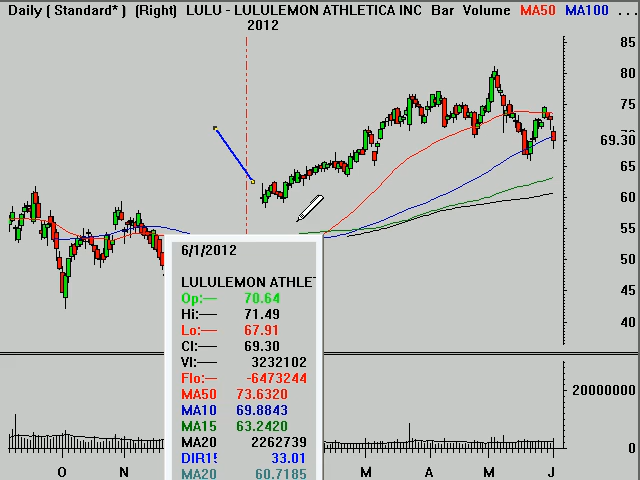 Daily ( Standard* ) (Right) LULU - LULULEMON ATHLETICA INC Bar Volume MA50 MA100 ...
2012
85
80
75
69.30
65
60
55
50
45
40
6/1/2012
LULULEMON ATHLE
Op:— 70.64
Hi:— 71.49
Lo:— 67.91
Cl:— 69.30
Vl:— 3232102
Flo:— -6473244
MA50 73.6320
MA10 69.8843
MA15 63.2420
MA20 2262739
DIR1 33.01
MA20 60.7185
20000000
0
O N M A M J